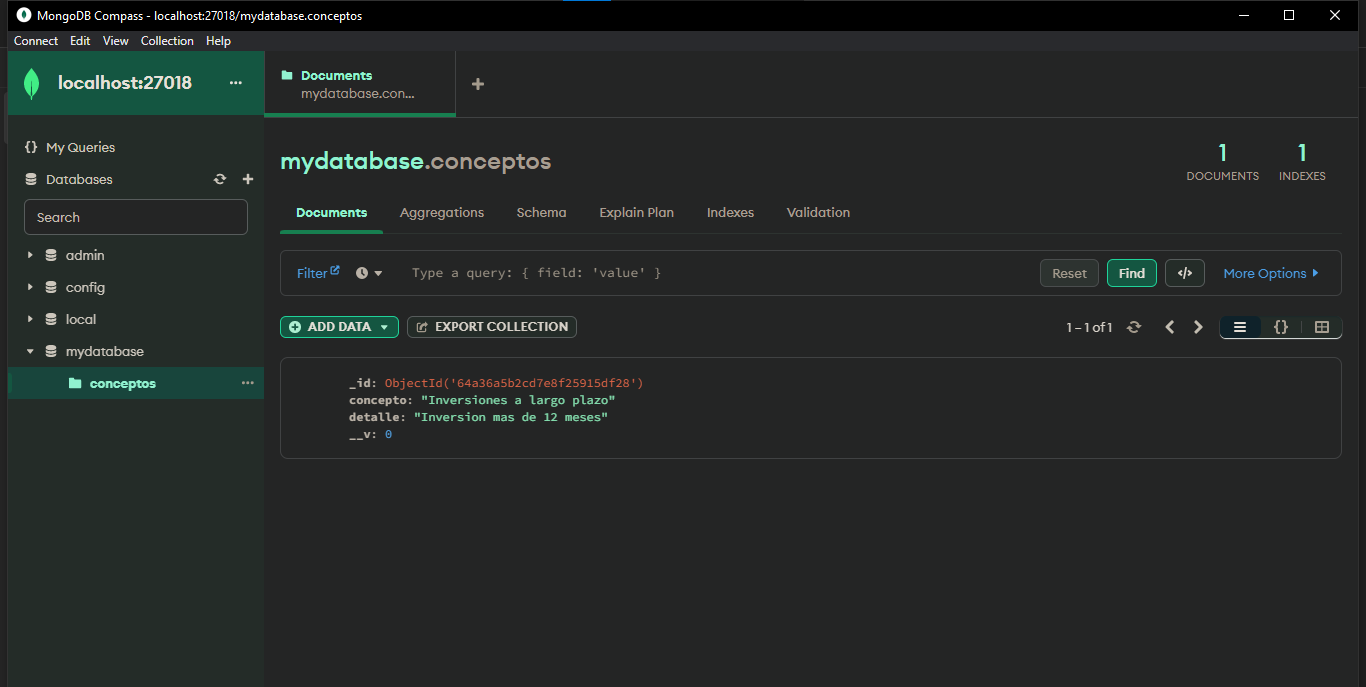 MongoDB Compass - localhost:27018/mydatabase.conceptos
Connect Edit View Collection Help
localhost:27018 ...
Documents
mydatabase.con...
My Queries
Databases
Search
admin
config
local
mydatabase
conceptos
mydatabase.conceptos
1
DOCUMENTS
1
INDEXES
Documents Aggregations Schema Explain Plan Indexes Validation
Filter Type a query: { field: 'value' } Reset Find </> More Options
ADD DATA EXPORT COLLECTION 1 – 1 of 1 {}
_id: ObjectId('64a36a5b2cd7e8f25915df28')
concepto: "Inversiones a largo plazo"
detalle: "Inversion mas de 12 meses"
__v: 0